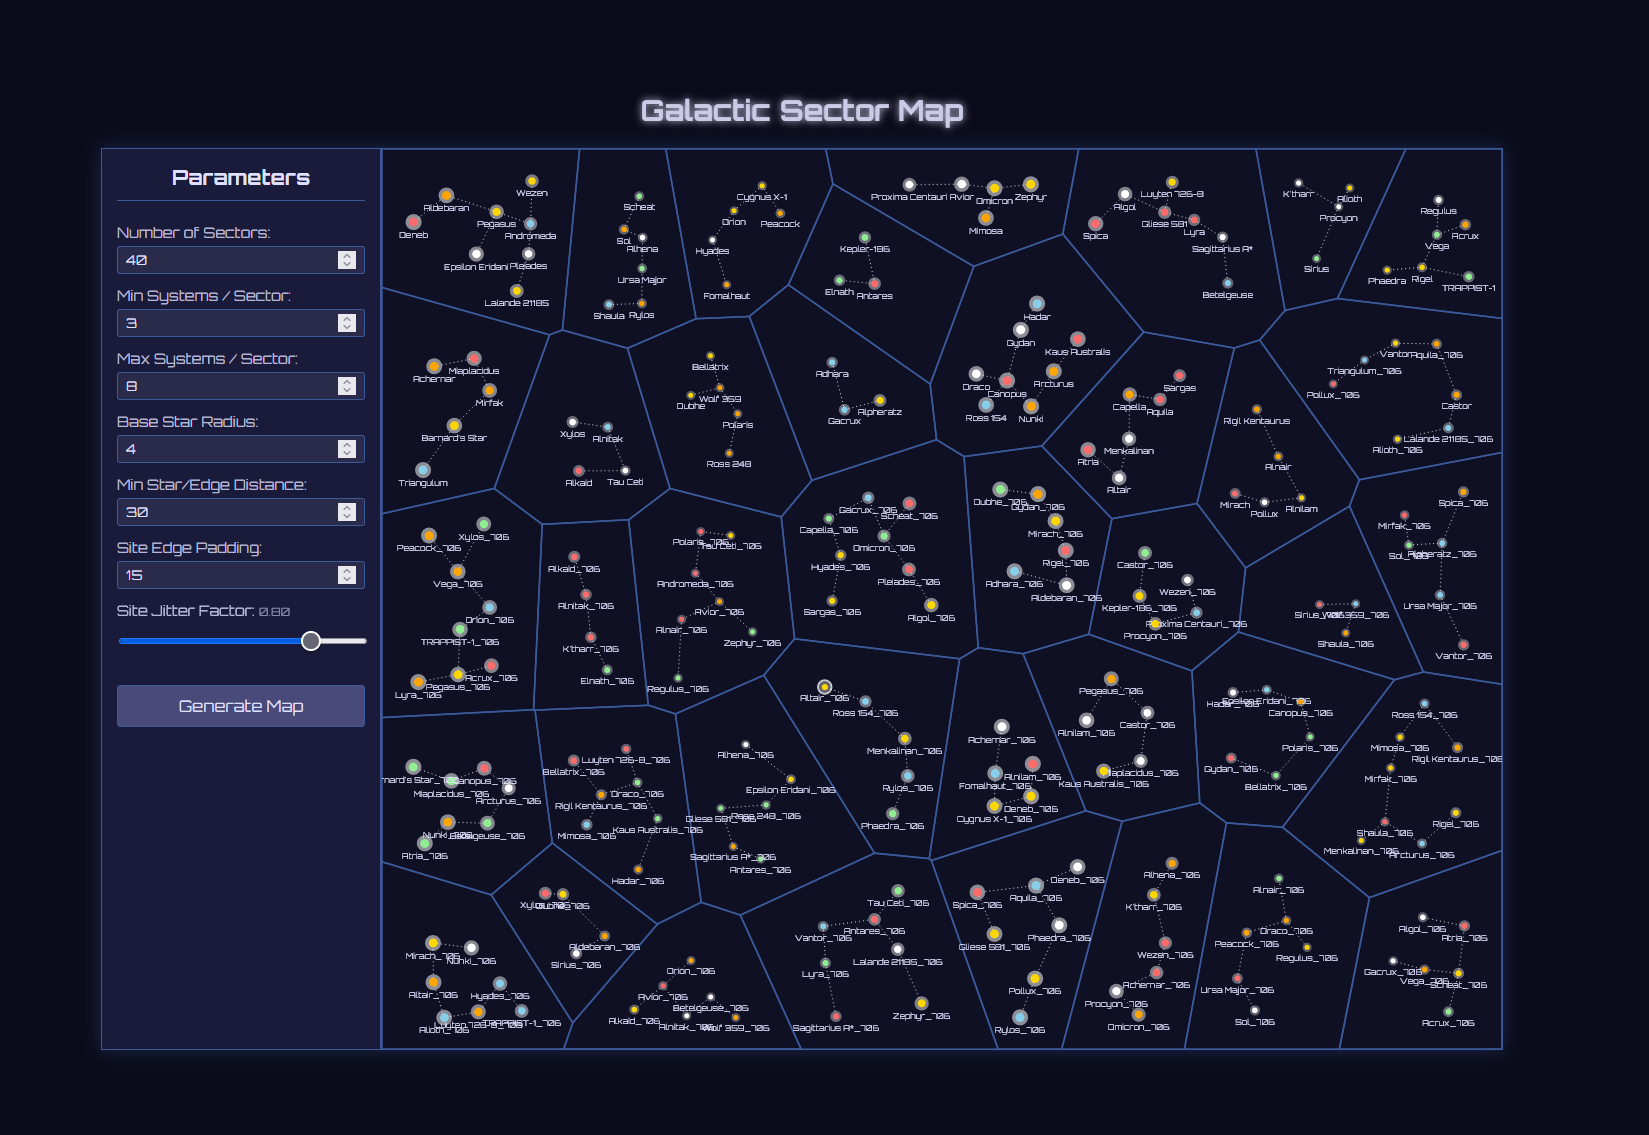 Galactic Sector Map
Parameters
Number of Sectors:
40
Min Systems / Sector:
3
Max Systems / Sector:
8
Base Star Radius:
4
Min Star/Edge Distance:
30
Site Edge Padding:
15
Site Jitter Factor: 0.80
Generate Map
Wezen
Aldebaran
Pegasus
Deneb
Andromeda
Epsilon Eridani
Pleiades
Lalande 21185
Scheat
Sol
Alhena
Ursa Major
Shaula
Rylos
Cygnus X-1
Orion
Peacock
Hyades
Fomalhaut
Proxima Centauri
Avior
Omicron
Zephyr
Mimosa
Kepler-186
Elnath
Antares
Luyten 726-8
Algol
Gliese 581
Lyra
Spica
Sagittarius A*
Betelgeuse
K'tharr
Alioth
Procyon
Sirius
Regulus
Acrux
Vega
Rigel
Phaedra
TRAPPIST-1
Miaplacidus
Achernar
Mirfak
Barnard's Star
Triangulum
Xylos
Alnitak
Alkaid
Tau Ceti
Bellatrix
Wolf 359
Dubhe
Polaris
Ross 248
Adhara
Alpheratz
Gacrux
Hadar
Gydan
Kaus Australis
Draco
Arcturus
Canopus
Ross 154
Nunki
Sargas
Capella
Aquila
Menkalinan
Atria
Altair
Rigil Kentaurus
Alnair
Mirach
Pollux
Alnilam
Vantor
Aquila_706
Triangulum_706
Pollux_706
Castor
Lalande 21185_706
Alioth_706
Peacock_706
Xylos_706
Vega_706
Orion_706
TRAPPIST-1_706
Acrux_706
Pegasus_706
Lyra_706
Alkaid_706
Alnitak_706
K'tharr_706
Elnath_706
Polaris_706
Tau Ceti_706
Andromeda_706
Avior_706
Alnair_706
Zephyr_706
Regulus_706
Gacrux_706
Scheat_706
Capella_706
Omicron_706
Hyades_706
Pleiades_706
Sargas_706
Algol_706
Dubhe_706
Gydan_706
Mirach_706
Rigel_706
Adhara_706
Aldebaran_706
Castor_706
Wezen_706
Kepler-186_706
Proxima Centauri_706
Procyon_706
Spica_706
Mirfak_706
Sol_706
Alpheratz_706
Ursa Major_706
Vantor_706
Sirius_706
Wolf 359_706
Shaula_706
Altair_706
Ross 154_706
Menkalinan_706
Rylos_706
Phaedra_706
Achernar_706
Alnilam_706
Fomalhaut_706
Deneb_706
Cygnus X-1_706
Pegasus_706
Alnilam_706
Castor_706
Miaplacidus_706
Kaus Australis_706
Hadar_706
Epsilon Eridani_706
Canopus_706
Polaris_706
Gydan_706
Bellatrix_706
Ross 154_706
Mimosa_706
Rigil Kentaurus_706
Mirfak_706
Rigel_706
Shaula_706
Menkalinan_706
Arcturus_706
nard's Star_706
Canopus_706
Miaplacidus_706
Arcturus_706
Nunki_706
Betelgeuse_706
Atria_706
Luyten 726-8_706
Bellatrix_706
Draco_706
Rigil Kentaurus_706
Mimosa_706
Kaus Australis_706
Hadar_706
Alhena_706
Epsilon Eridani_706
Gliese 581_706
Ross 248_706
Sagittarius A*_706
Antares_706
Xylos_706
Dubhe_706
Aldebaran_706
Sirius_706
Mirach_706
Nunki_706
Altair_706
Hyades_706
Alioth_706
Luyten 726-8_706
TRAPPIST-1_706
Orion_706
Avior_706
Betelgeuse_706
Alkaid_706
Alnitak_706
Wolf 359_706
Tau Ceti_706
Antares_706
Vantor_706
Lalande 21185_706
Lyra_706
Zephyr_706
Sagittarius A*_706
Deneb_706
Aquila_706
Spica_706
Phaedra_706
Gliese 581_706
Pollux_706
Rylos_706
Alhena_706
K'tharr_706
Wezen_706
Achernar_706
Procyon_706
Omicron_706
Alnair_706
Draco_706
Peacock_706
Regulus_706
Ursa Major_706
Sol_706
Algol_706
Atria_706
Gacrux_706
Vega_706
Scheat_706
Acrux_706